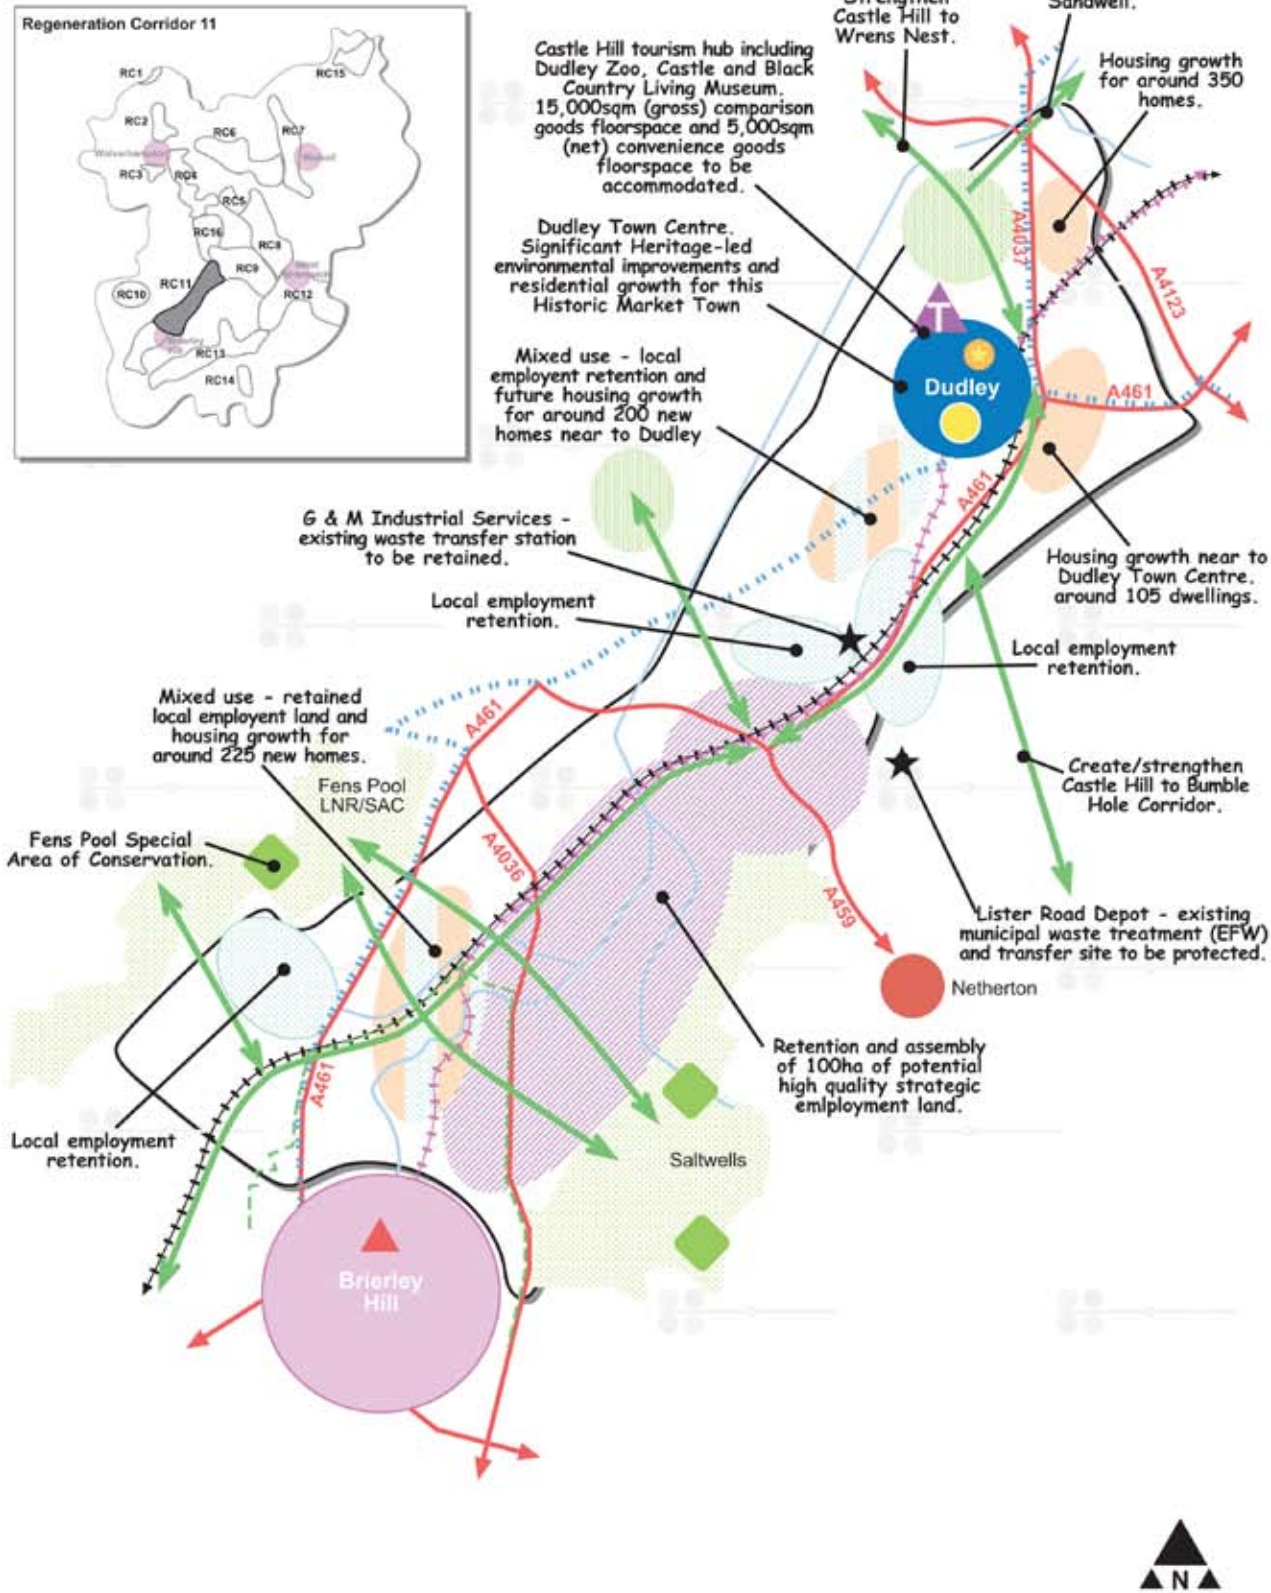 Regeneration Corridor 11
RC1
RC15
RC2
RC6
RC7
Wolverhampton
Walsall
RC3
RC4
RC5
RC16
RC8
RC9
RC11
RC10
RC12
RC13
RC14
Strengthen
Castle Hill to
Wrens Nest.
Sandwell.
Castle Hill tourism hub including
Dudley Zoo, Castle and Black
Country Living Museum.
15,000sqm (gross) comparison
goods floorspace and 5,000sqm
(net) convenience goods
floorspace to be
accommodated.
Housing growth
for around 350
homes.
Dudley Town Centre.
Significant Heritage-led
environmental improvements and
residential growth for this
Historic Market Town
A4037
A4123
T
Mixed use - local
employent retention and
future housing growth
for around 200 new
homes near to Dudley
Dudley
A461
A461
G & M Industrial Services -
existing waste transfer station
to be retained.
Housing growth near to
Dudley Town Centre.
around 105 dwellings.
Local employment
retention.
Local employment
retention.
Mixed use - retained
local employent land and
housing growth for
around 225 new homes.
A461
Fens Pool
LNR/SAC
Create/strengthen
Castle Hill to Bumble
Hole Corridor.
Fens Pool Special
Area of Conservation.
A4036
A459
Lister Road Depot - existing
municipal waste treatment (EFW)
and transfer site to be protected.
Netherton
Retention and assembly
of 100ha of potential
high quality strategic
emlployment land.
A461
Local employment
retention.
Saltwells
Brierley
Hill
N